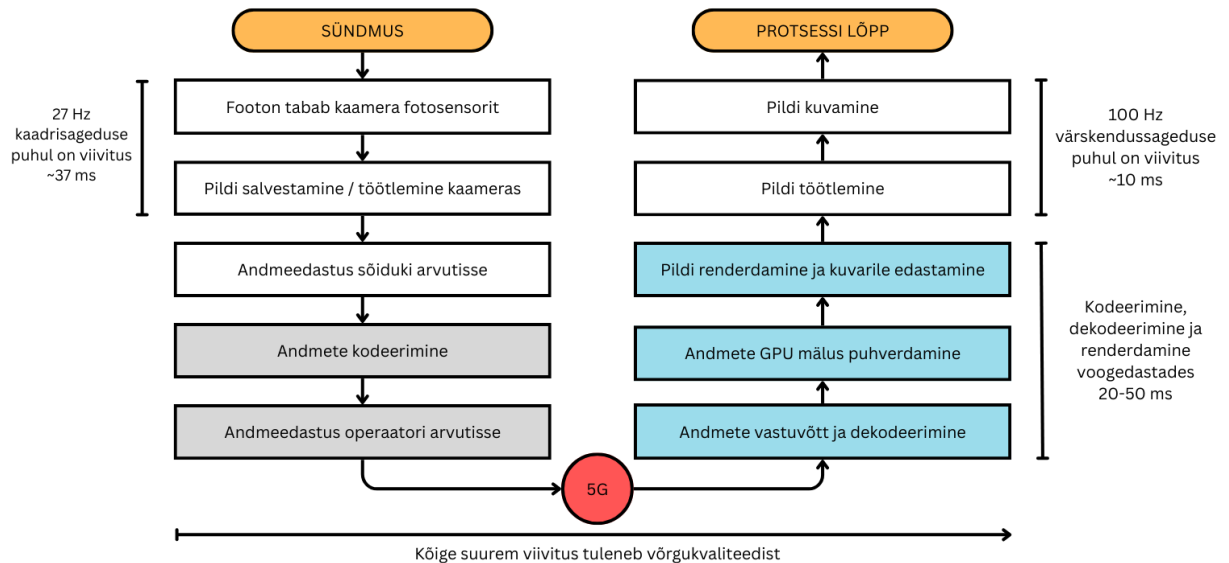 SÜNDMUS
27 Hz
kaadrisageduse
puhul on viivitus
~37 ms
Footon tabab kaamera fotosensorit
Pildi salvestamine / töötlemine kaameras
Andmeedastus sõiduki arvutisse
Andmete kodeerimine
Andmeedastus operaatori arvutisse
5G
Andmete vastuvõtt ja dekodeerimine
Andmete GPU mälus puhverdamine
Pildi renderdamine ja kuvarile edastamine
Kodeerimine,
dekodeerimine ja
renderdamine
voogedastades
20-50 ms
Pildi töötlemine
Pildi kuvamine
100 Hz
värskendussageduse
puhul on viivitus
~10 ms
PROTSESSI LÕPP
Kõige suurem viivitus tuleneb võrgukvaliteedist